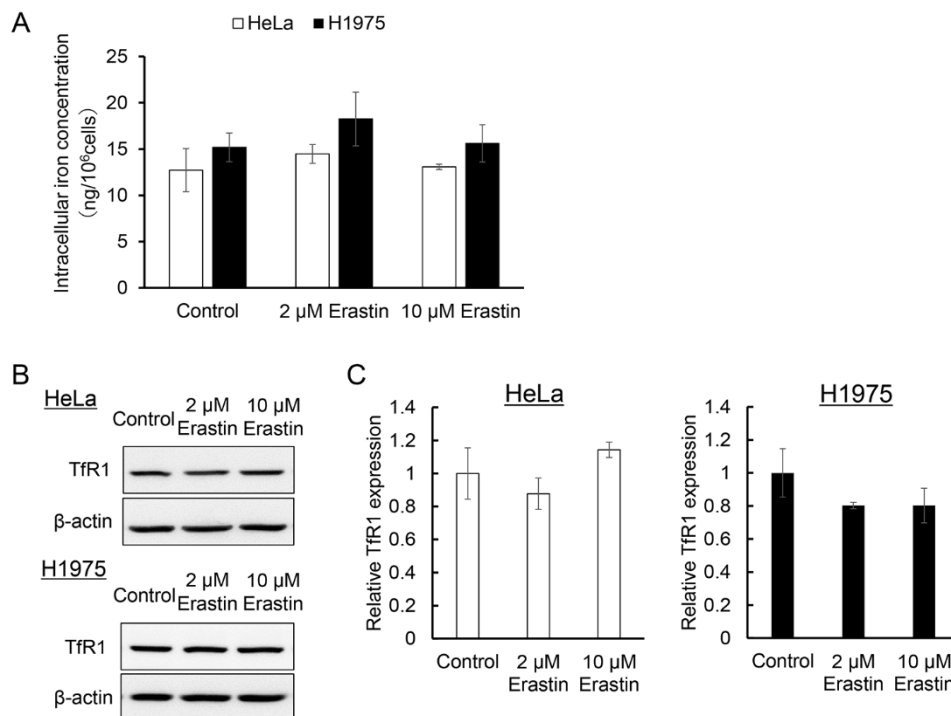 A
HeLa H1975
Intracellular iron concentration
(ng/10⁶cells)
25
20
15
10
5
0
Control 2 µM Erastin 10 µM Erastin
B
HeLa
Control 2 µM Erastin 10 µM Erastin
TfR1
β-actin
H1975
Control 2 µM Erastin 10 µM Erastin
TfR1
β-actin
C
HeLa
Relative TfR1 expression
1.4
1.2
1
0.8
0.6
0.4
0.2
0
Control 2 µM Erastin 10 µM Erastin
H1975
Relative TfR1 expression
1.4
1.2
1
0.8
0.6
0.4
0.2
0
Control 2 µM Erastin 10 µM Erastin